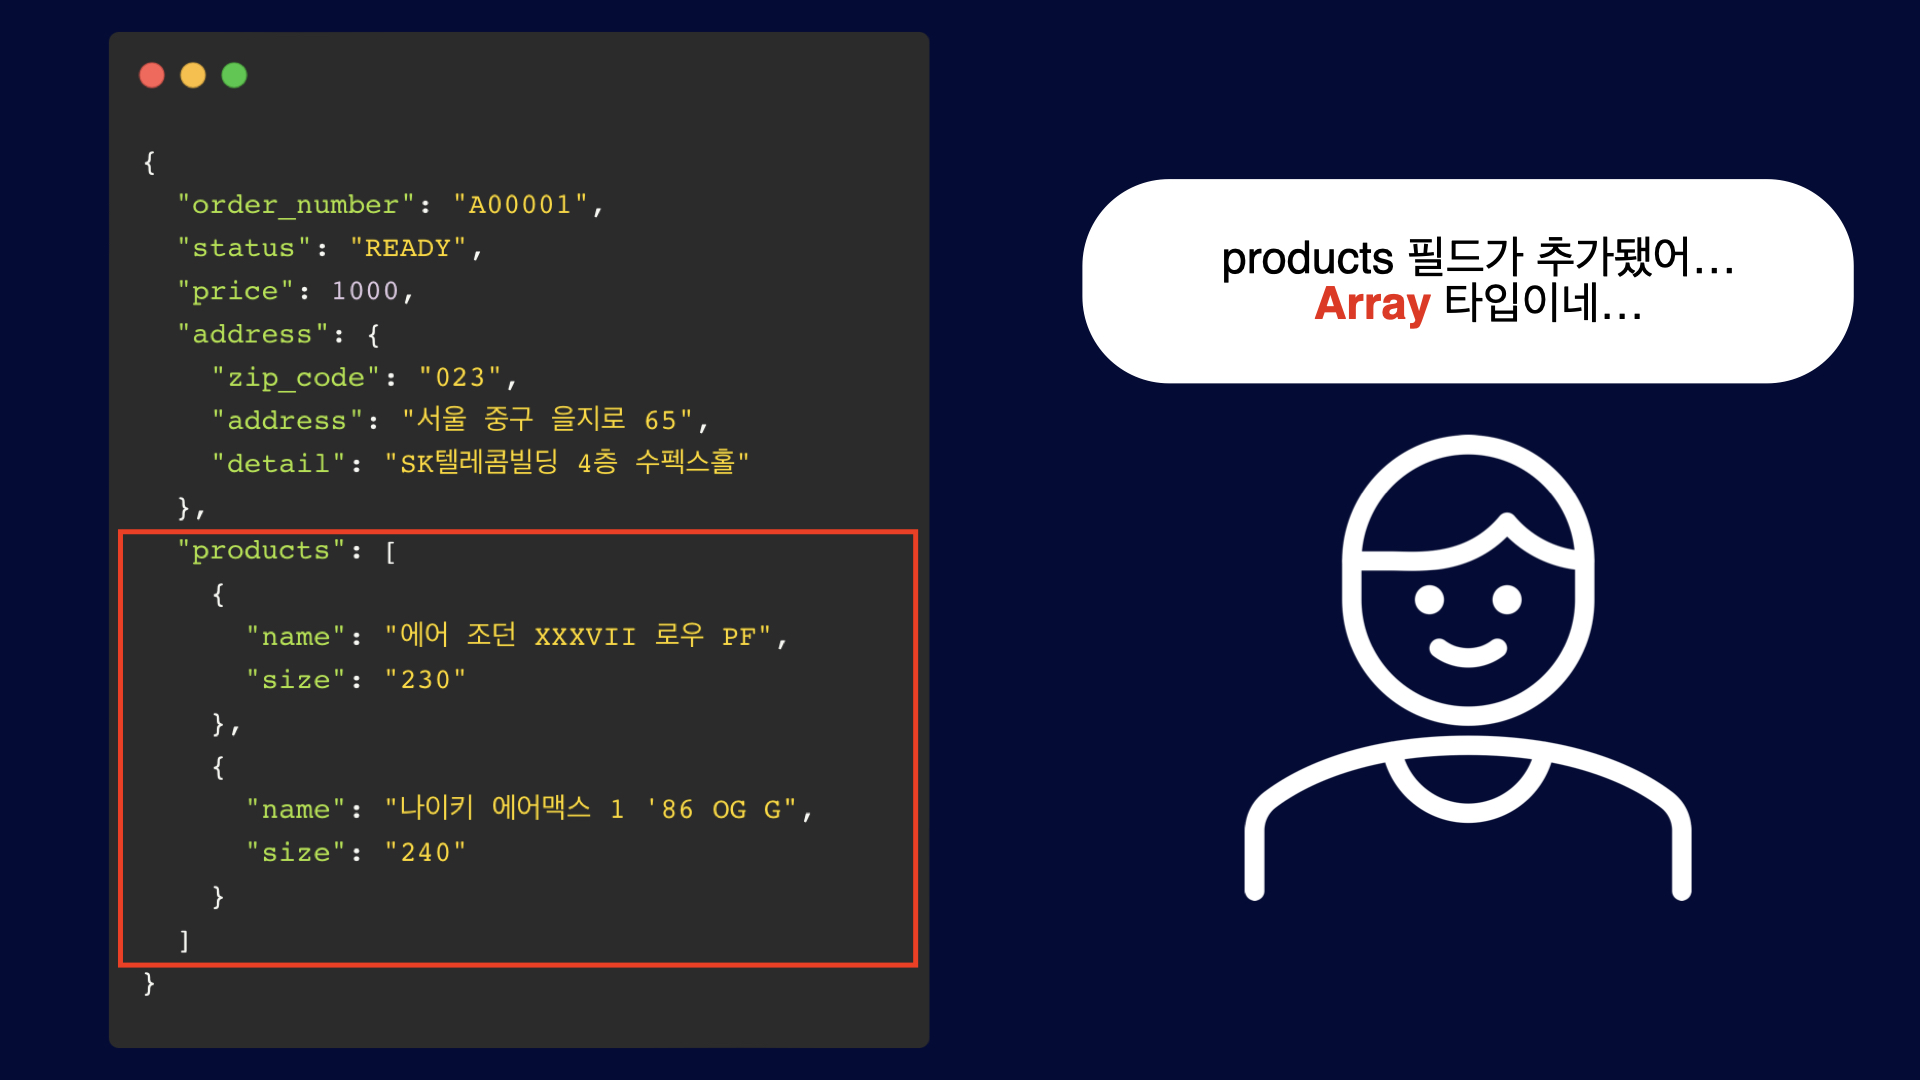 {
"order_number": "A00001",
"status": "READY",
"price": 1000,
"address": {
"zip_code": "023",
"address": "서울 중구 을지로 65",
"detail": "SK텔레콤빌딩 4층 수펙스홀"
},
"products": [
{
"name": "에어 조던 XXXVII 로우 PF",
"size": "230"
},
{
"name": "나이키 에어맥스 1 '86 OG G",
"size": "240"
}
]
}
products 필드가 추가됐어...
Array 타입이네...